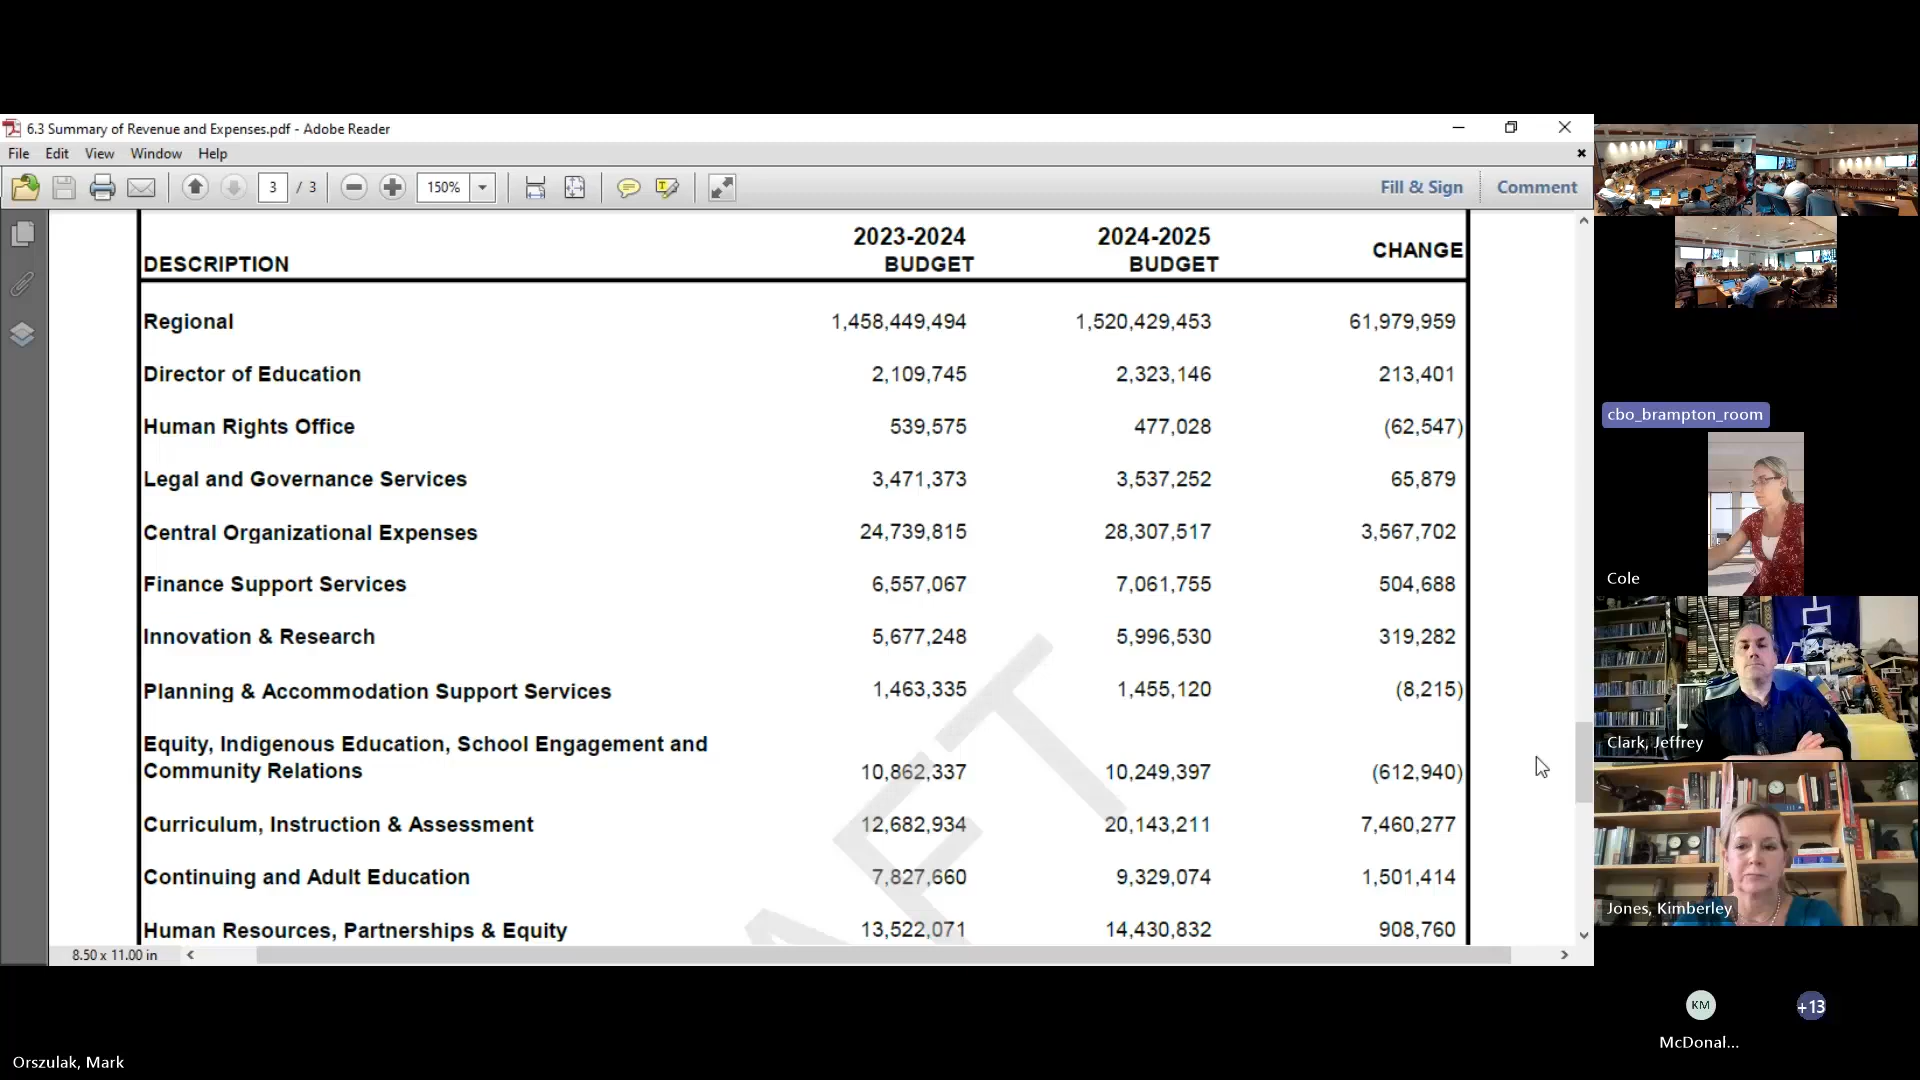 6.3 Summary of Revenue and Expenses.pdf - Adobe Reader
File Edit View Window Help
3 / 3 150% Fill & Sign Comment
DESCRIPTION 2023-2024 BUDGET 2024-2025 BUDGET CHANGE
Regional 1,458,449,494 1,520,429,453 61,979,959
Director of Education 2,109,745 2,323,146 213,401
Human Rights Office 539,575 477,028 (62,547)
Legal and Governance Services 3,471,373 3,537,252 65,879
Central Organizational Expenses 24,739,815 28,307,517 3,567,702
Finance Support Services 6,557,067 7,061,755 504,688
Innovation & Research 5,677,248 5,996,530 319,282
Planning & Accommodation Support Services 1,463,335 1,455,120 (8,215)
Equity, Indigenous Education, School Engagement and
Community Relations 10,862,337 10,249,397 (612,940)
Curriculum, Instruction & Assessment 12,682,934 20,143,211 7,460,277
Continuing and Adult Education 7,827,660 9,329,074 1,501,414
Human Resources, Partnerships & Equity 13,522,071 14,430,832 908,760
8.50 x 11.00 in
cbo_brampton_room
Cole
Clark, Jeffrey
Jones, Kimberley
KM
+13
McDonal...
Orszulak, Mark